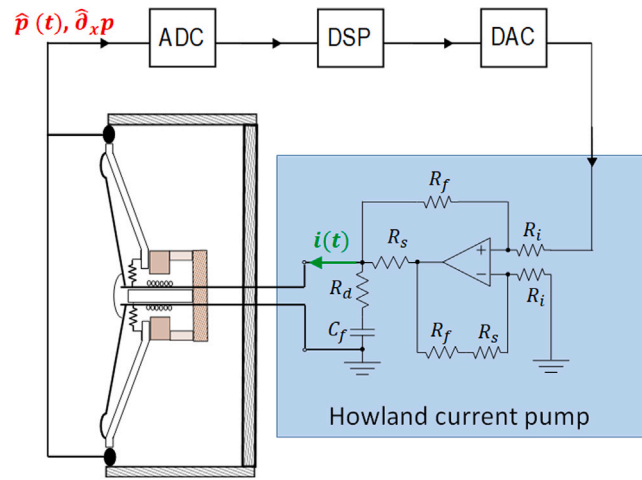 p̂ (t), ∂̂ₓp
ADC
DSP
DAC
R_f
i(t)
R_s
+
R_i
−
R_d
R_i
C_f
R_f
R_s
Howland current pump